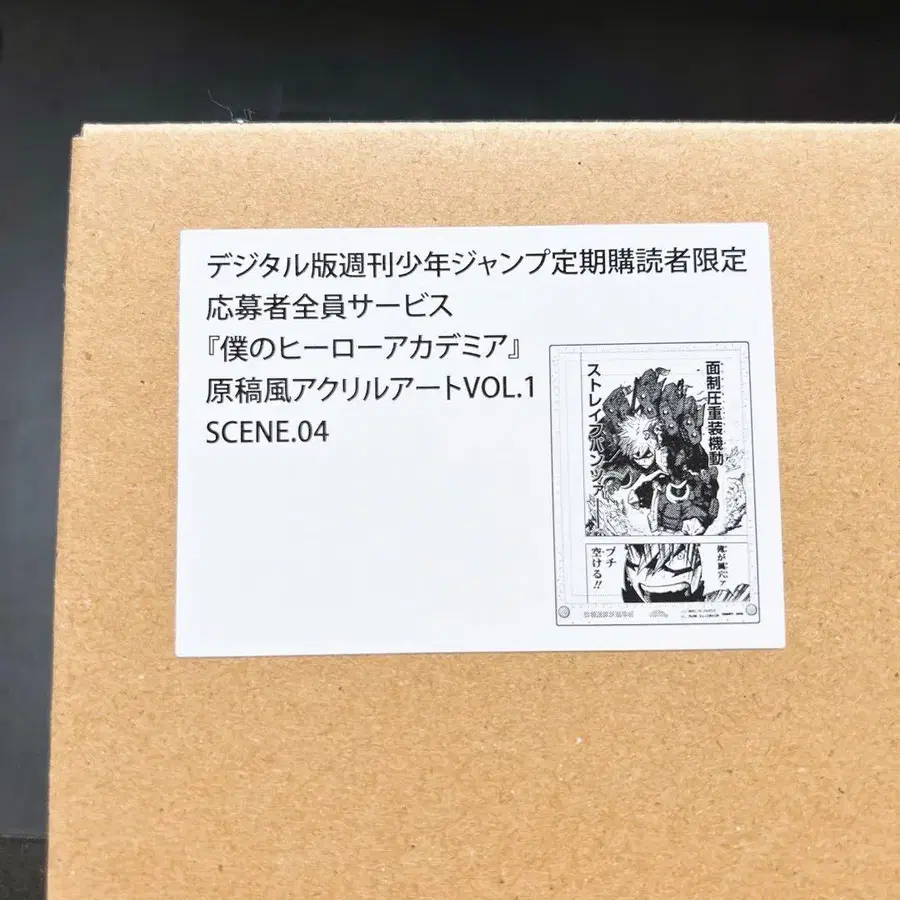 デジタル版週刊少年ジャンプ定期購読者限定
応募者全員サービス
『僕のヒーローアカデミア』
原稿風アクリルアートVOL.1
SCENE.04
面制圧重装機動
ストレイフパンツァー
俺が風穴ァ
ブチ
空ける!!